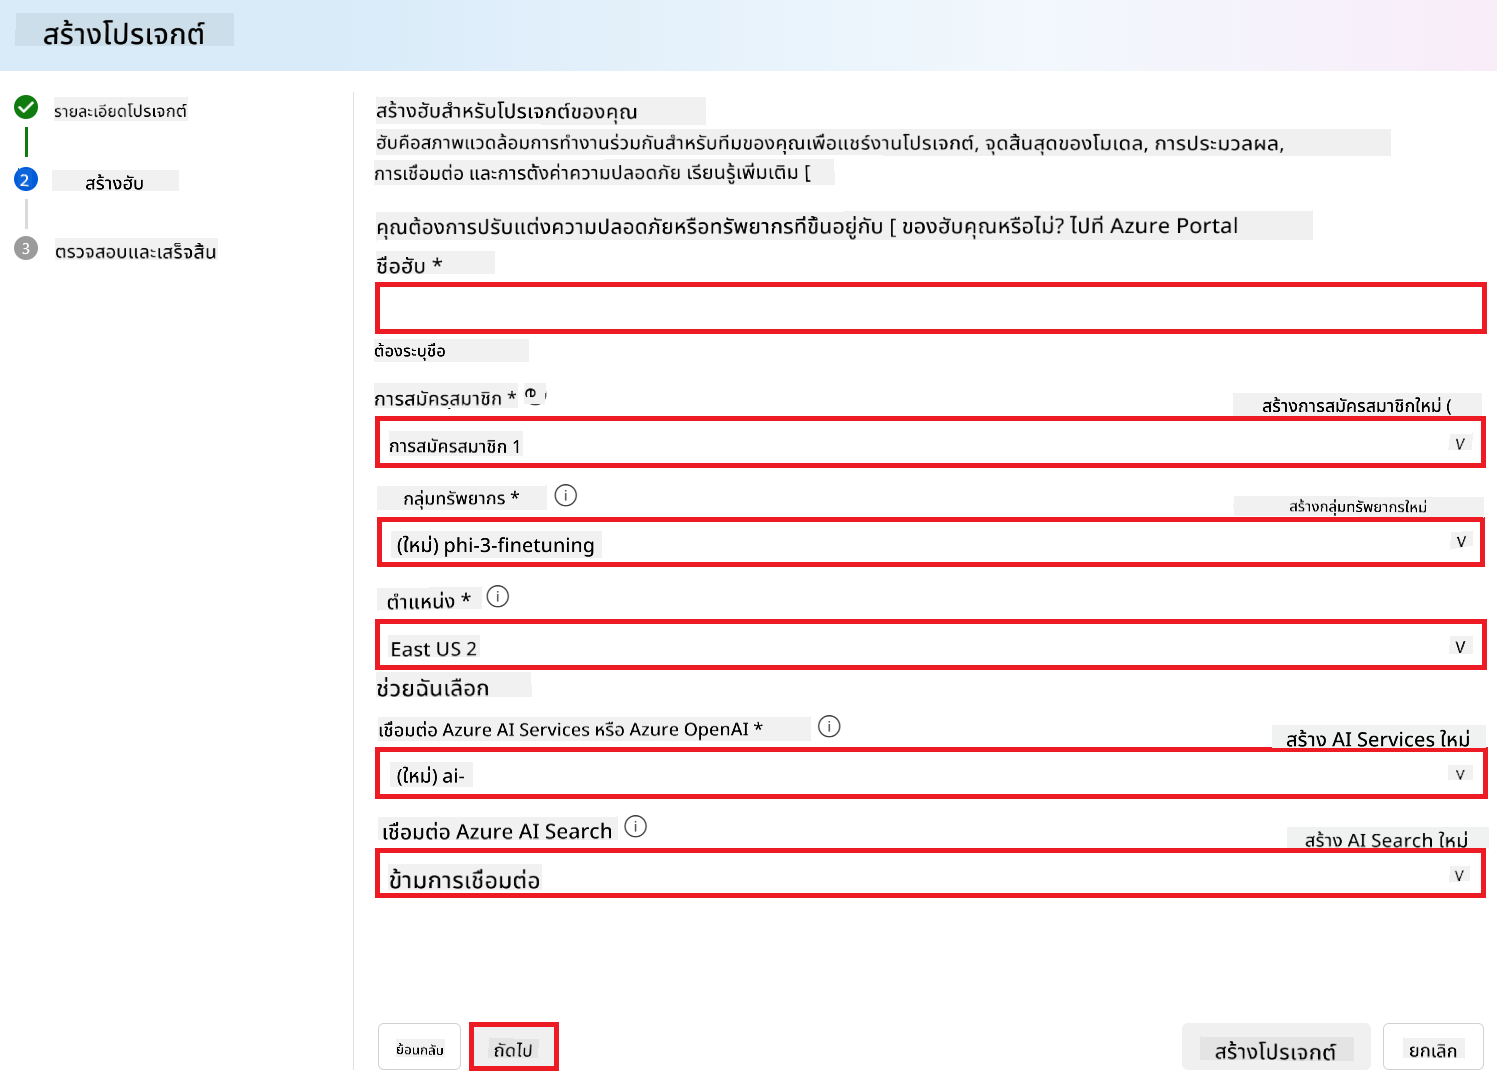 สร้างโปรเจกต์
รายละเอียดโปรเจกต์
2
สร้างฮับ
3
ตรวจสอบและเสร็จสิ้น
สร้างฮับสำหรับโปรเจกต์ของคุณ
ฮับคือสภาพแวดล้อมการทำงานร่วมกันสำหรับทีมของคุณเพื่อแชร์งานโปรเจกต์, จุดสิ้นสุดของโมเดล, การประมวลผล,
การเชื่อมต่อ และการตั้งค่าความปลอดภัย เรียนรู้เพิ่มเติม [
คุณต้องการปรับแต่งความปลอดภัยหรือทรัพยากรที่ขึ้นอยู่กับ [ ของฮับคุณหรือไม่? ไปที่ Azure Portal
ชื่อฮับ *
ต้องระบุชื่อ
การสมัครสมาชิก *
สร้างการสมัครสมาชิกใหม่ (
การสมัครสมาชิก 1
V
กลุ่มทรัพยากร *
สร้างกลุ่มทรัพยากรใหม่
(ใหม่) phi-3-finetuning
V
ตำแหน่ง *
East US 2
V
ช่วยฉันเลือก
เชื่อมต่อ Azure AI Services หรือ Azure OpenAI *
สร้าง AI Services ใหม่
(ใหม่) ai-
V
เชื่อมต่อ Azure AI Search
สร้าง AI Search ใหม่
ข้ามการเชื่อมต่อ
V
ย้อนกลับ
ถัดไป
สร้างโปรเจกต์
ยกเลิก